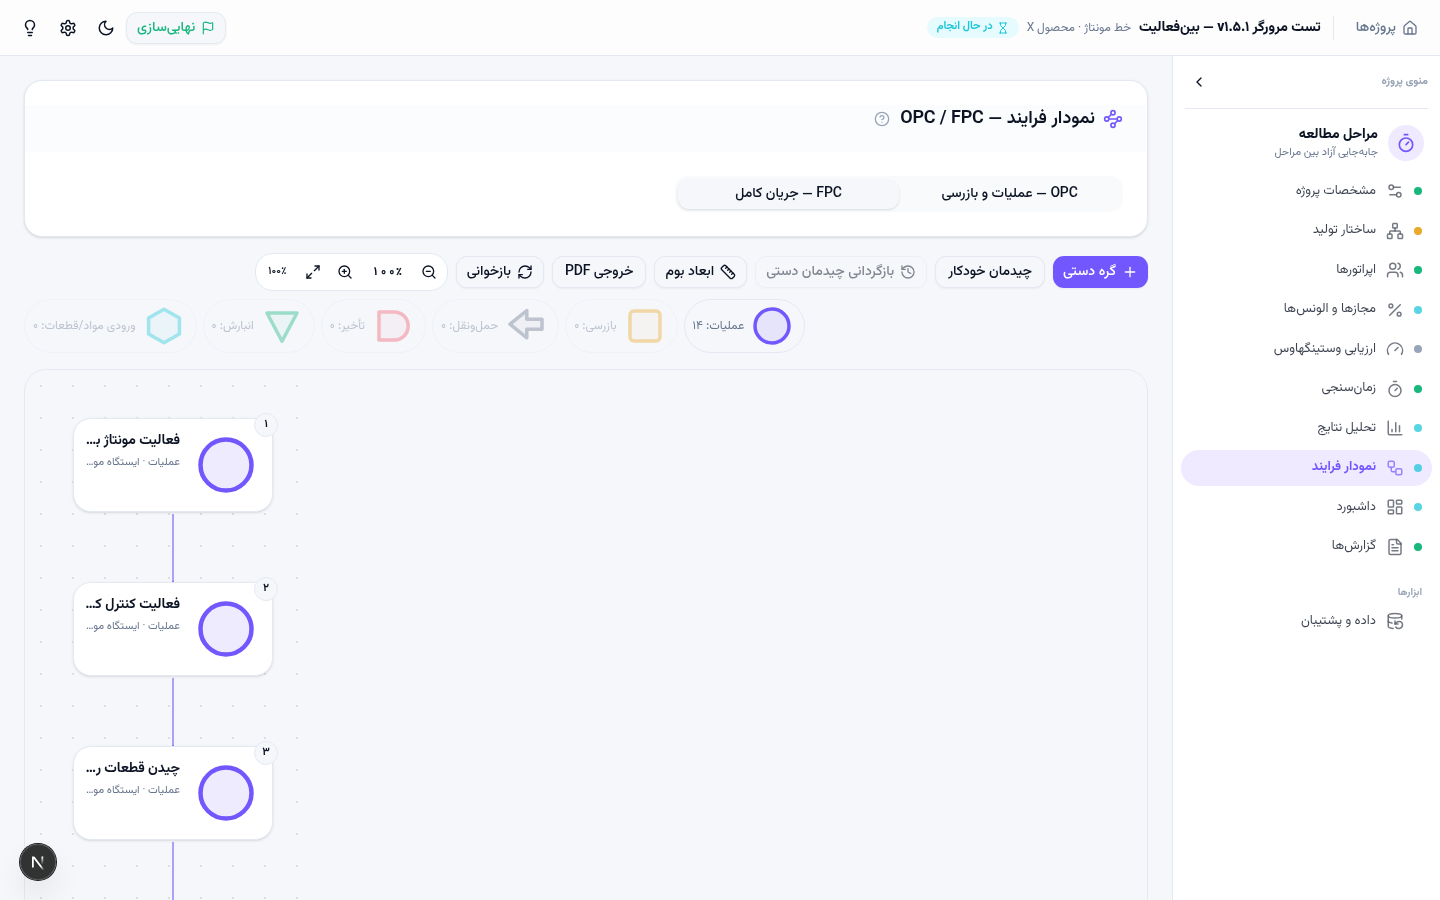 پروژه‌ها
تست مرورگر v1.۵.۱ — بین‌فعالیت
خط مونتاژ · محصول X
در حال انجام
نهایی‌سازی
منوی پروژه
مراحل مطالعه
جابه‌جایی آزاد بین مراحل
مشخصات پروژه
ساختار تولید
اپراتورها
مجازها و الونس‌ها
ارزیابی وستینگهاوس
زمان‌سنجی
تحلیل نتایج
نمودار فرایند
داشبورد
گزارش‌ها
ابزارها
داده و پشتیبان
نمودار فرایند — OPC / FPC
OPC — عملیات و بازرسی
FPC — جریان کامل
گره دستی
چیدمان خودکار
بازگردانی چیدمان دستی
ابعاد بوم
خروجی PDF
بازخوانی
۱۰۰٪
۱۰۰٪
عملیات: ۱۴
بازرسی: ۰
حمل‌ونقل: ۰
تأخیر: ۰
انبارش: ۰
ورودی مواد/قطعات: ۰
۱
فعالیت مونتاژ ب...
عملیات · ایستگاه مو...
۲
فعالیت کنترل ک...
عملیات · ایستگاه مو...
۳
چیدن قطعات ر...
عملیات · ایستگاه مو...
N